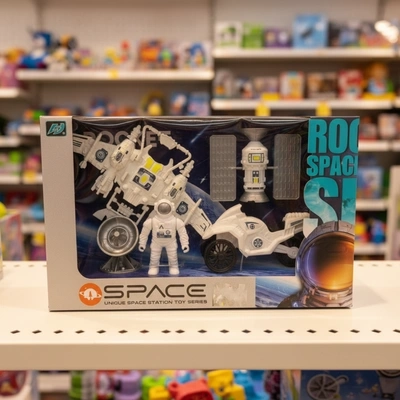 ROC
SPAC
S
SPACE
UNIQUE SPACE STATION TOY SERIES